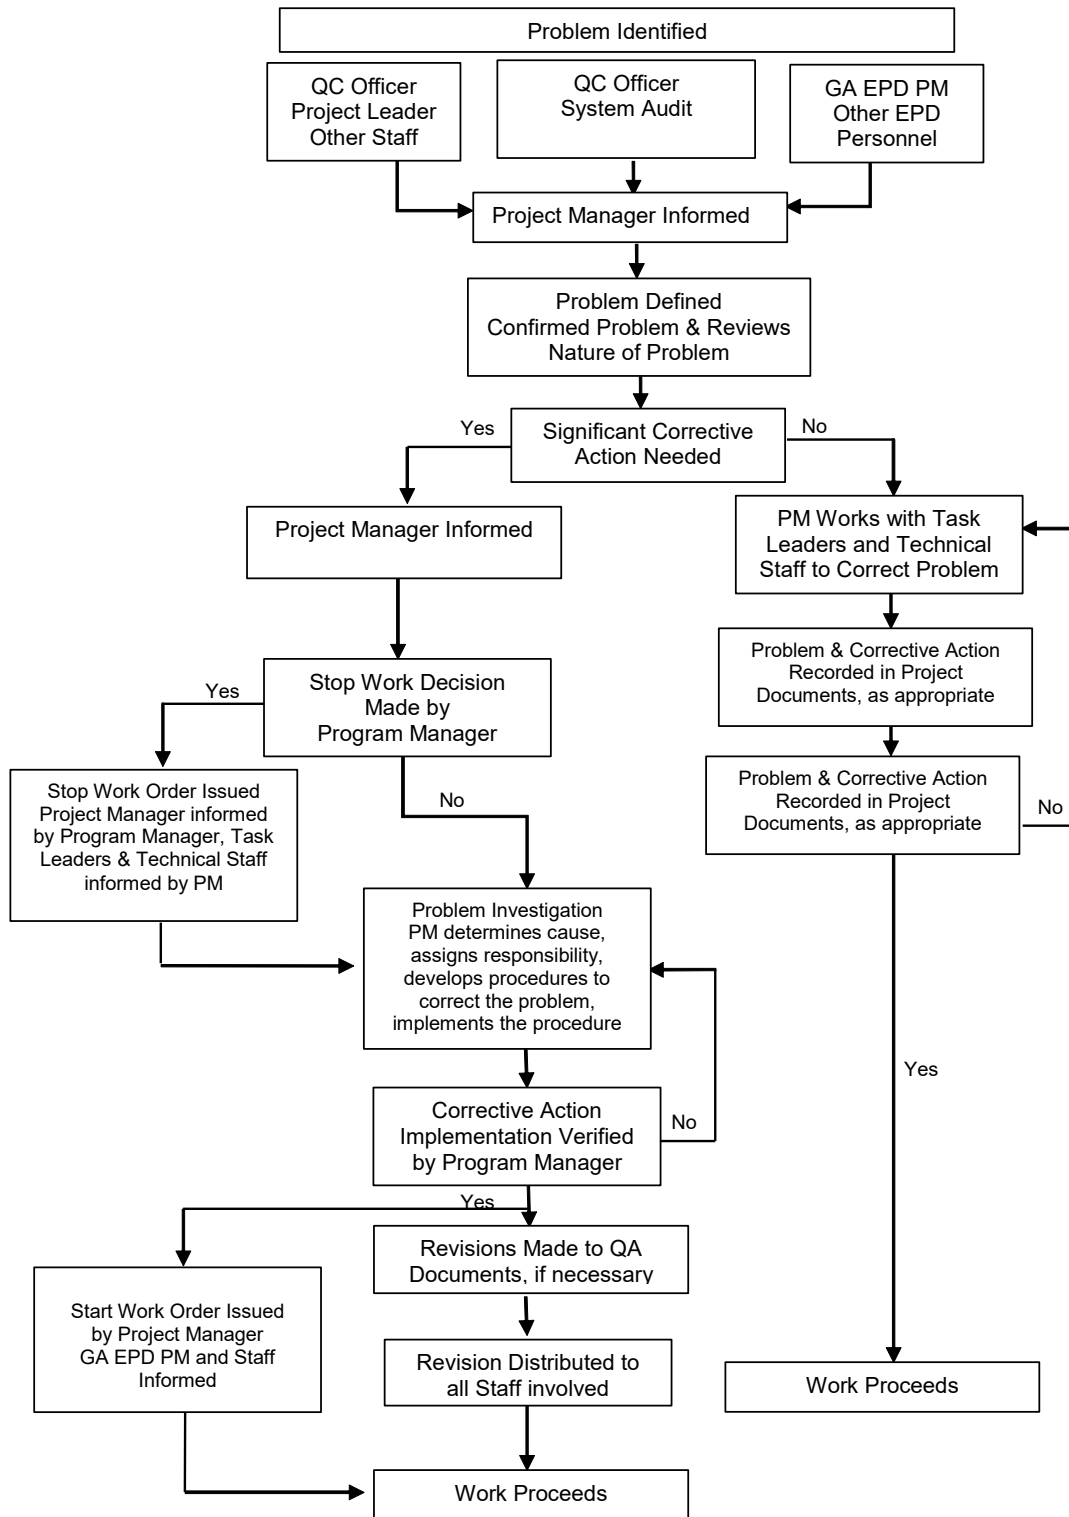 Problem Identified
QC Officer
Project Leader
Other Staff
QC Officer
System Audit
GA EPD PM
Other EPD
Personnel
Project Manager Informed
Problem Defined
Confirmed Problem & Reviews
Nature of Problem
Yes
Significant Corrective
Action Needed
No
Project Manager Informed
PM Works with Task
Leaders and Technical
Staff to Correct Problem
Problem & Corrective Action
Recorded in Project
Documents, as appropriate
Yes
Stop Work Decision
Made by
Program Manager
Stop Work Order Issued
Project Manager informed
by Program Manager, Task
Leaders & Technical Staff
informed by PM
No
Problem & Corrective Action
Recorded in Project
Documents, as appropriate
No
Problem Investigation
PM determines cause,
assigns responsibility,
develops procedures to
correct the problem,
implements the procedure
Yes
Corrective Action
Implementation Verified
by Program Manager
No
Yes
Revisions Made to QA
Documents, if necessary
Start Work Order Issued
by Project Manager
GA EPD PM and Staff
Informed
Revision Distributed to
all Staff involved
Work Proceeds
Work Proceeds